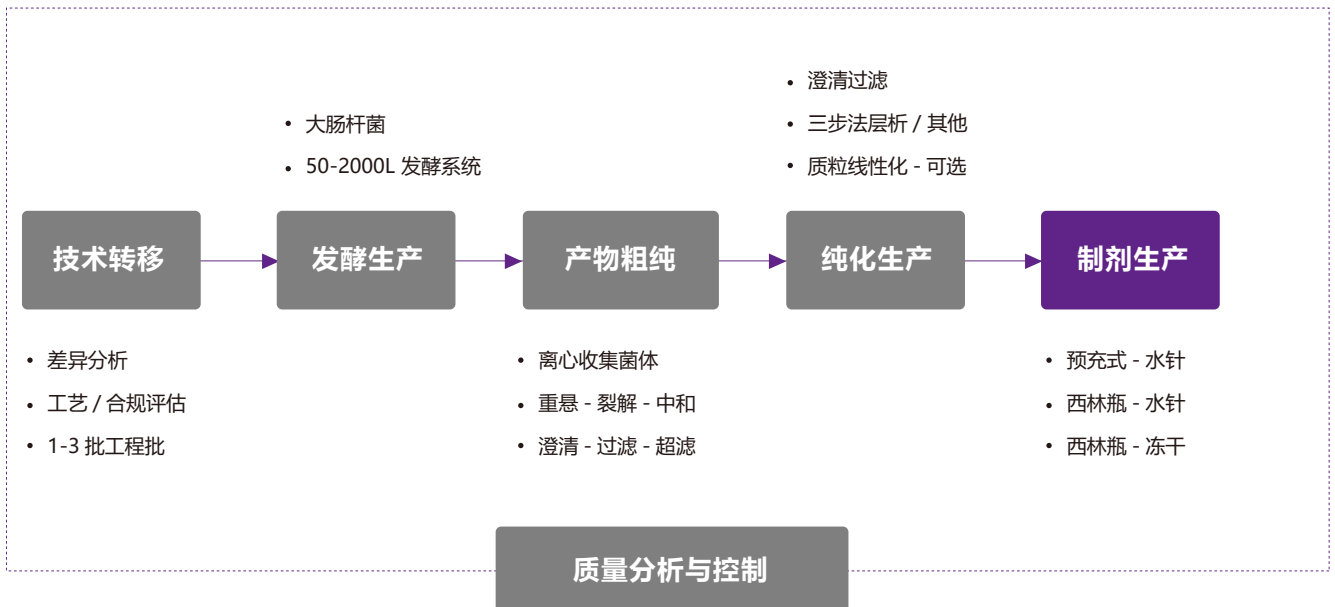 • 澄清过滤
• 三步法层析 / 其他
• 质粒线性化 - 可选
• 大肠杆菌
• 50-2000L 发酵系统
技术转移
发酵生产
产物粗纯
纯化生产
制剂生产
• 差异分析
• 工艺 / 合规评估
• 1-3 批工程批
• 离心收集菌体
• 重悬 - 裂解 - 中和
• 澄清 - 过滤 - 超滤
• 预充式 - 水针
• 西林瓶 - 水针
• 西林瓶 - 冻干
质量分析与控制